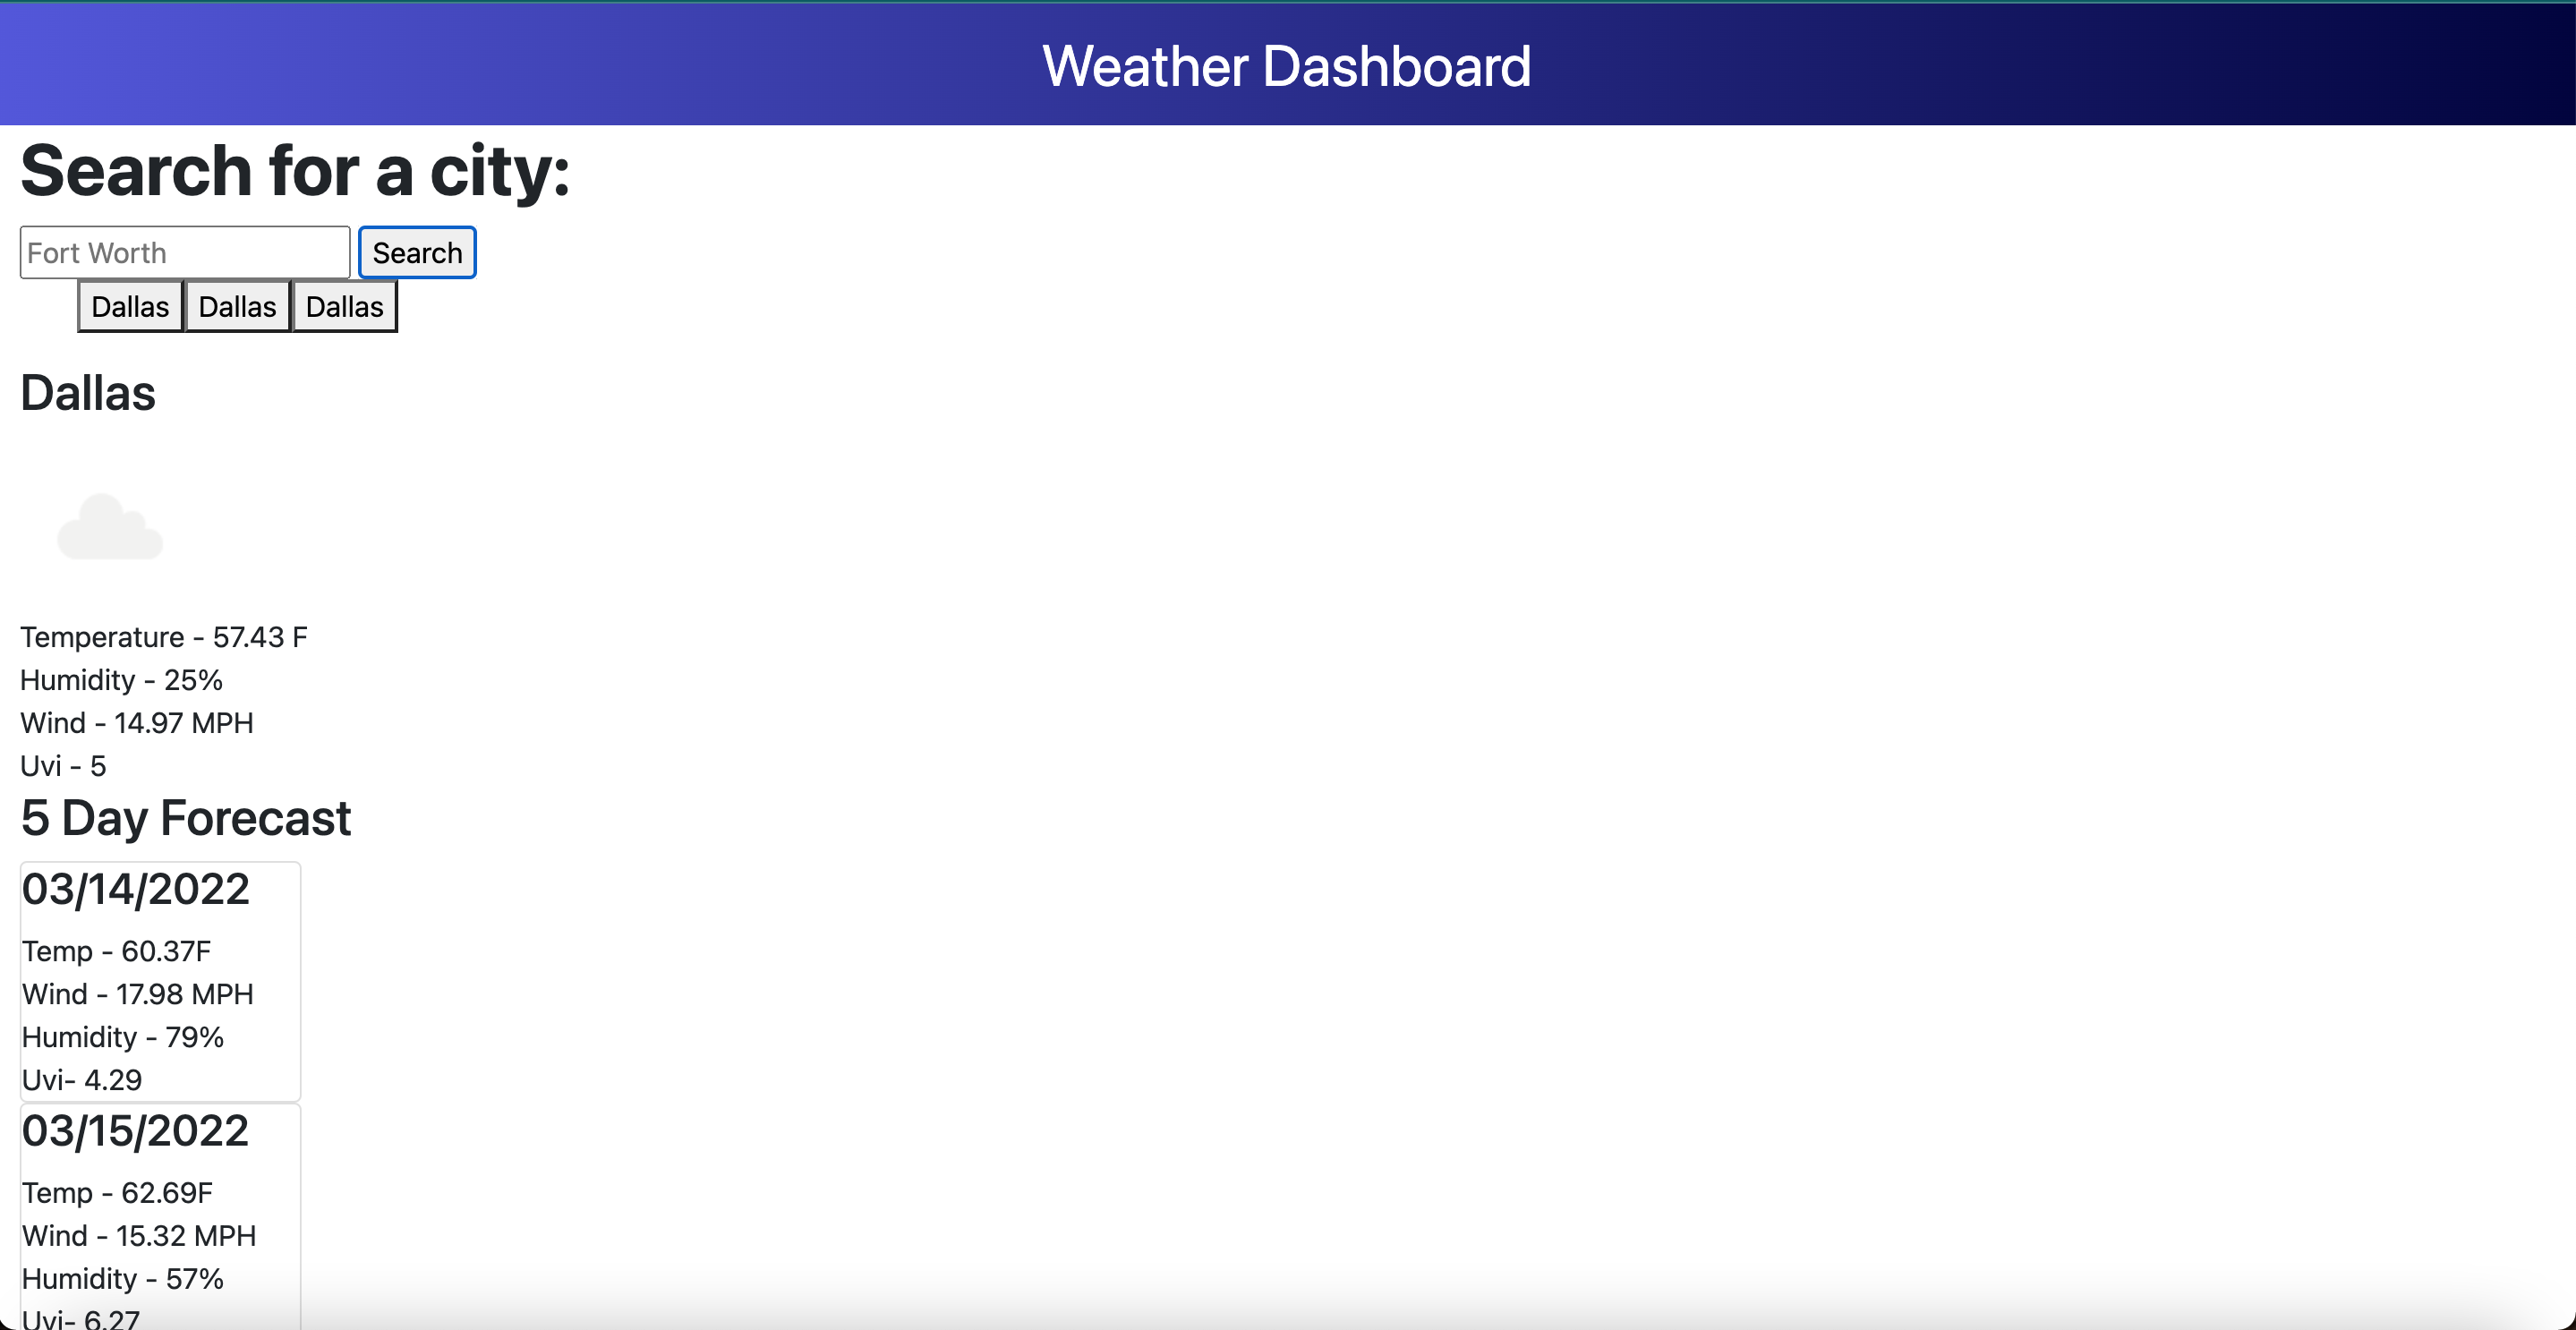 Weather Dashboard
Search for a city:
Fort Worth Search
Dallas Dallas Dallas
Dallas
Temperature - 57.43 F
Humidity - 25%
Wind - 14.97 MPH
Uvi - 5
5 Day Forecast
03/14/2022
Temp - 60.37F
Wind - 17.98 MPH
Humidity - 79%
Uvi- 4.29
03/15/2022
Temp - 62.69F
Wind - 15.32 MPH
Humidity - 57%
Uvi- 6.27